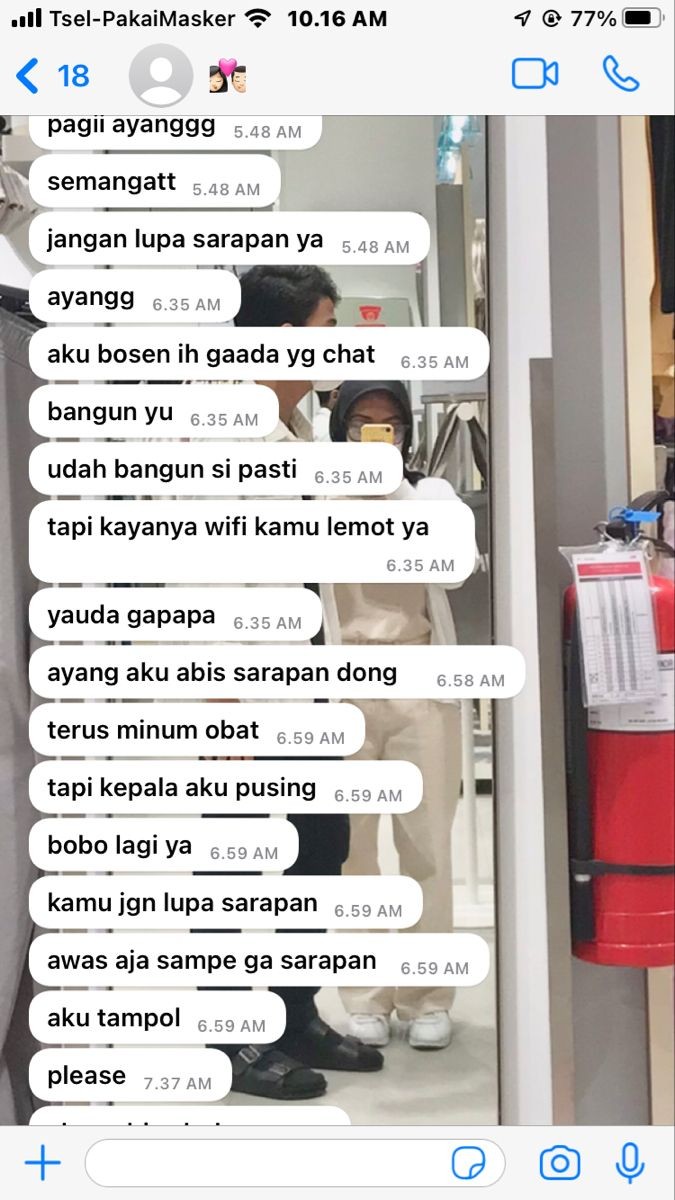 Tsel-PakaiMasker 10.16 AM 77%
18
pagii ayanggg 5.48 AM
semangatt 5.48 AM
jangan lupa sarapan ya 5.48 AM
ayangg 6.35 AM
aku bosen ih gaada yg chat 6.35 AM
bangun yu 6.35 AM
udah bangun si pasti 6.35 AM
tapi kayanya wifi kamu lemot ya
6.35 AM
yauda gapapa 6.35 AM
ayang aku abis sarapan dong 6.58 AM
terus minum obat 6.59 AM
tapi kepala aku pusing 6.59 AM
bobo lagi ya 6.59 AM
kamu jgn lupa sarapan 6.59 AM
awas aja sampe ga sarapan 6.59 AM
aku tampol 6.59 AM
please 7.37 AM